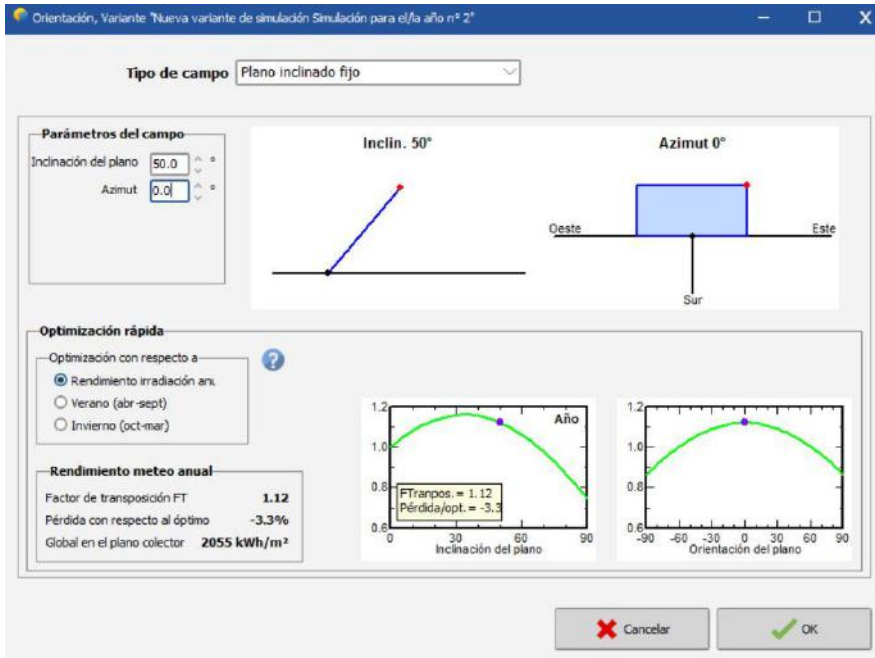 Orientación, Variante "Nueva variante de simulación Simulación para el/la año nº 2"
Tipo de campo Plano inclinado fijo
Parámetros del campo
Inclinación del plano 50.0 °
Azimut 0.0 °
Inclin. 50°
Azimut 0°
Oeste
Este
Sur
Optimización rápida
Optimización con respecto a
Rendimiento irradiación anu
Verano (abr-sept)
Invierno (oct-mar)
?
Rendimiento meteo anual
Factor de transposición FT 1.12
Pérdida con respecto al óptimo -3.3%
Global en el plano colector 2055 kWh/m²
Año
1.2
1.0
0.8
0.6
FTranpos. = 1.12
Pérdida/opt. = -3.3
0 30 60 90
Inclinación del plano
1.2
1.0
0.8
0.6
-90 -60 -30 0 30 60 90
Orientación del plano
Cancelar
OK